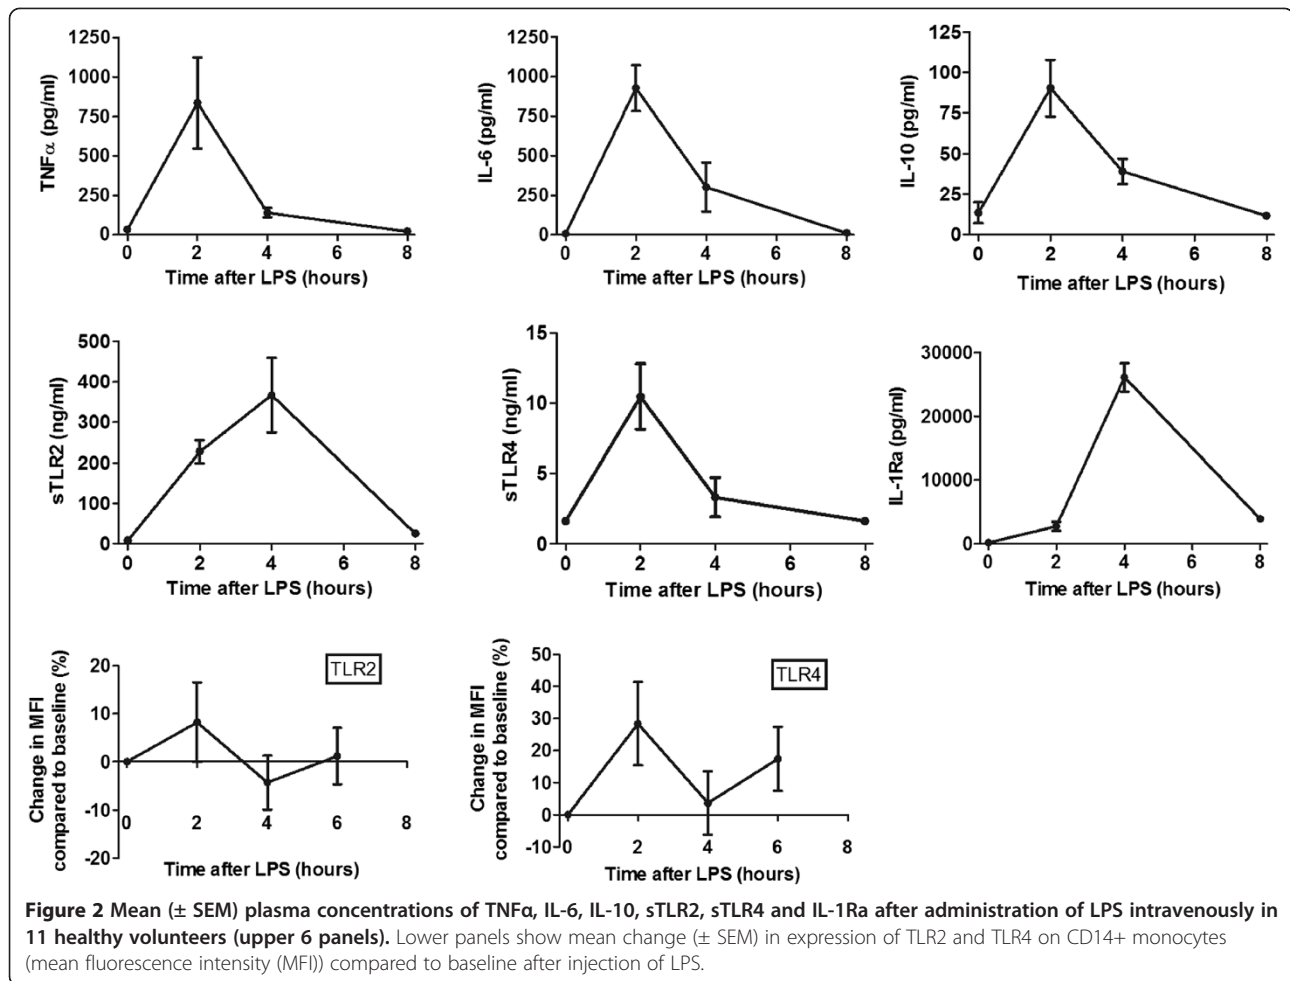 1250
1000
750
500
250
0
TNFα (pg/ml)
0 2 4 6 8
Time after LPS (hours)
1250
1000
750
500
250
0
IL-6 (pg/ml)
0 2 4 6 8
Time after LPS (hours)
125
100
75
50
25
0
IL-10 (pg/ml)
0 2 4 6 8
Time after LPS (hours)
500
400
300
200
100
0
sTLR2 (ng/ml)
0 2 4 6 8
Time after LPS (hours)
15
10
5
0
sTLR4 (ng/ml)
0 2 4 6 8
Time after LPS (hours)
30000
20000
10000
0
IL-1Ra (pg/ml)
0 2 4 6 8
Time after LPS (hours)
20
10
0
-10
-20
Change in MFI
compared to baseline (%)
TLR2
0 2 4 6 8
Time after LPS (hours)
50
40
30
20
10
0
-10
Change in MFI
compared to baseline (%)
TLR4
0 2 4 6 8
Time after LPS (hours)
Figure 2 Mean (± SEM) plasma concentrations of TNFα, IL-6, IL-10, sTLR2, sTLR4 and IL-1Ra after administration of LPS intravenously in
11 healthy volunteers (upper 6 panels). Lower panels show mean change (± SEM) in expression of TLR2 and TLR4 on CD14+ monocytes
(mean fluorescence intensity (MFI)) compared to baseline after injection of LPS.